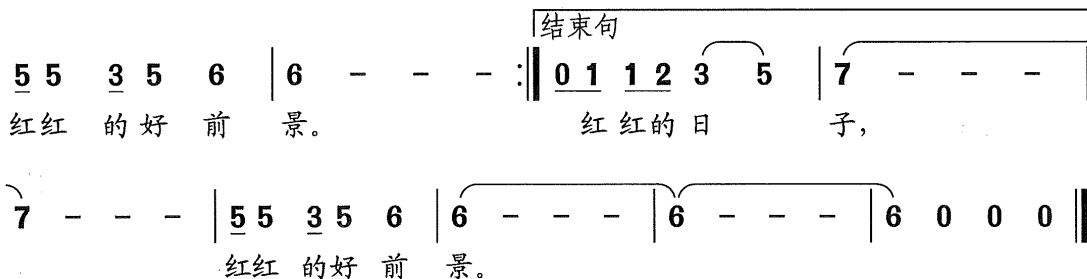 结束句
5 5 3 5 6 | 6 - - - :‖ 0 1 1 2 3 5 | 7 - - -
红红 的好 前 景。 红 红的 日 子，
7 - - - | 5 5 3 5 6 | 6 - - - | 6 - - - | 6 0 0 0 ‖
红红 的好 前 景。